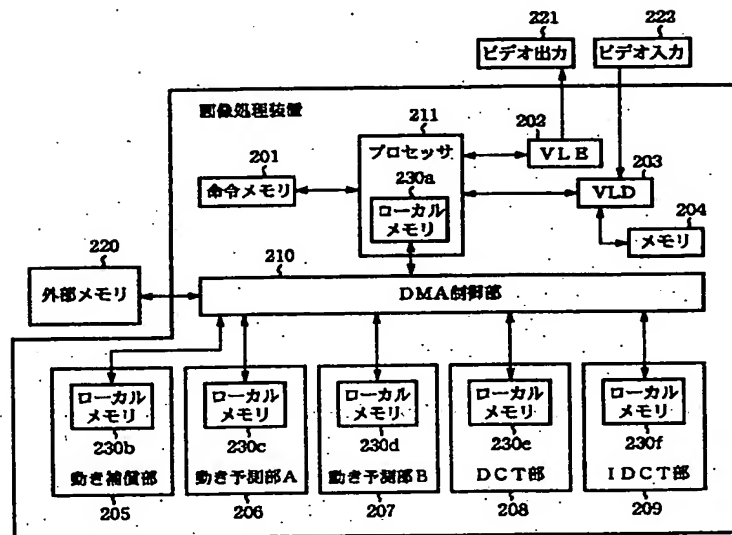 221
222
ビデオ出力
ビデオ入力
画像処理装置
211
プロセッサ
202
VLE
203
VLD
201
命令メモリ
230a
ローカル
メモリ
204
メモリ
220
外部メモリ
210
DMA制御部
ローカル
メモリ
230b
動き補償部
205
ローカル
メモリ
230c
動き予測部A
206
ローカル
メモリ
230d
動き予測部B
207
ローカル
メモリ
230e
DCT部
208
ローカル
メモリ
230f
IDCT部
209